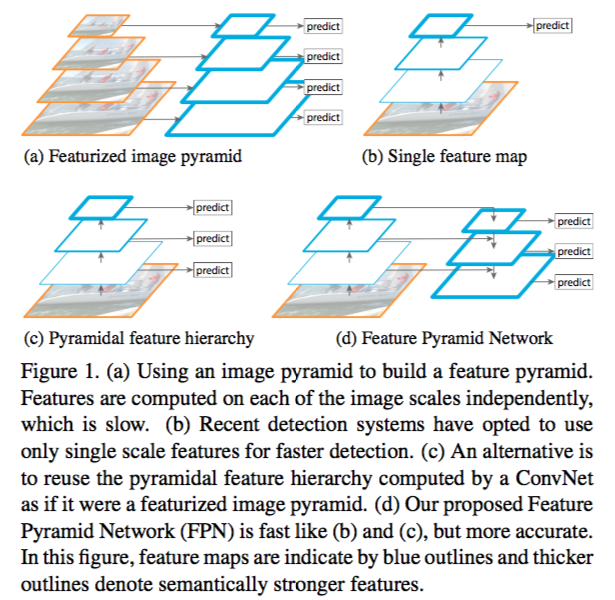 predict
predict
predict
predict
predict
(a) Featurized image pyramid
(b) Single feature map
predict
predict
predict
predict
predict
predict
(c) Pyramidal feature hierarchy
(d) Feature Pyramid Network
Figure 1. (a) Using an image pyramid to build a feature pyramid.
Features are computed on each of the image scales independently,
which is slow. (b) Recent detection systems have opted to use
only single scale features for faster detection. (c) An alternative is
to reuse the pyramidal feature hierarchy computed by a ConvNet
as if it were a featurized image pyramid. (d) Our proposed Feature
Pyramid Network (FPN) is fast like (b) and (c), but more accurate.
In this figure, feature maps are indicate by blue outlines and thicker
outlines denote semantically stronger features.